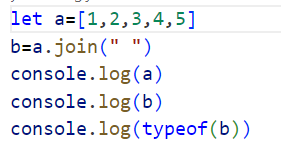 let a=[1,2,3,4,5]
b=a.join(" ")
console.log(a)
console.log(b)
console.log(typeof(b))